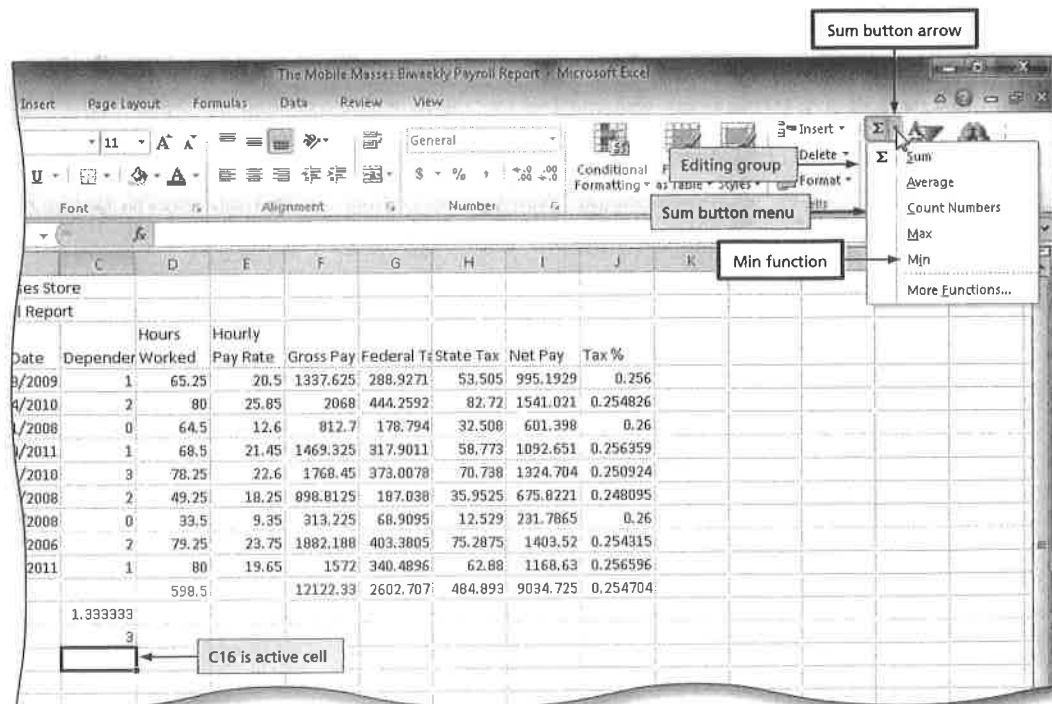 Sum button arrow
The Mobile Masses Biweekly Payroll Report - Microsoft Excel
Insert Page Layout Formulas Data Review View
11 A A General Insert
Σ Sum
U A $ % , .00 .00 Conditional Formatting as Table Styles Delete Format
Editing group
Average
Font Alignment Number
Sum button menu
Count Numbers
fx
Max
Min function
Min
More Functions...
C D E F G H I J K
ses Store
l Report
Hours Hourly
Date Depender Worked Pay Rate Gross Pay Federal Ta State Tax Net Pay Tax %
/2009 1 65.25 20.5 1337.625 288.9271 53.505 995.1929 0.256
/2010 2 80 25.85 2068 444.2592 82.72 1541.021 0.254826
/2008 0 64.5 12.6 812.7 178.794 32.508 601.398 0.26
/2011 1 68.5 21.45 1469.325 317.9011 58.773 1092.651 0.256359
/2010 3 78.25 22.6 1768.45 373.0078 70.738 1324.704 0.250924
/2008 2 49.25 18.25 898.8125 187.038 35.9525 675.8221 0.248095
2008 0 33.5 9.35 313.225 68.9095 12.529 231.7865 0.26
2006 2 79.25 23.75 1882.188 403.3805 75.2875 1403.52 0.254315
2011 1 80 19.65 1572 340.4896 62.88 1168.63 0.256596
598.5 12122.33 2602.707 484.893 9034.725 0.254704
1.333333
3
C16 is active cell